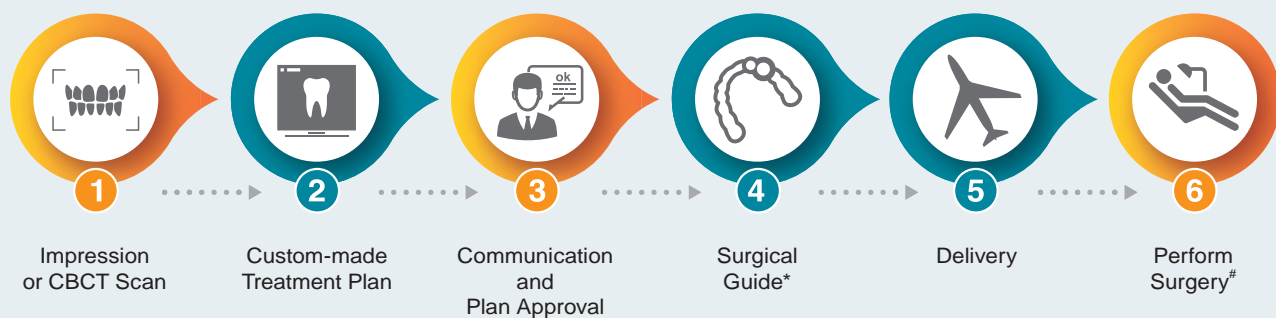 ok
1
2
3
4
5
6
Impression
or CBCT Scan
Custom-made
Treatment Plan
Communication
and
Plan Approval
Surgical
Guide*
Delivery
Perform
Surgery#